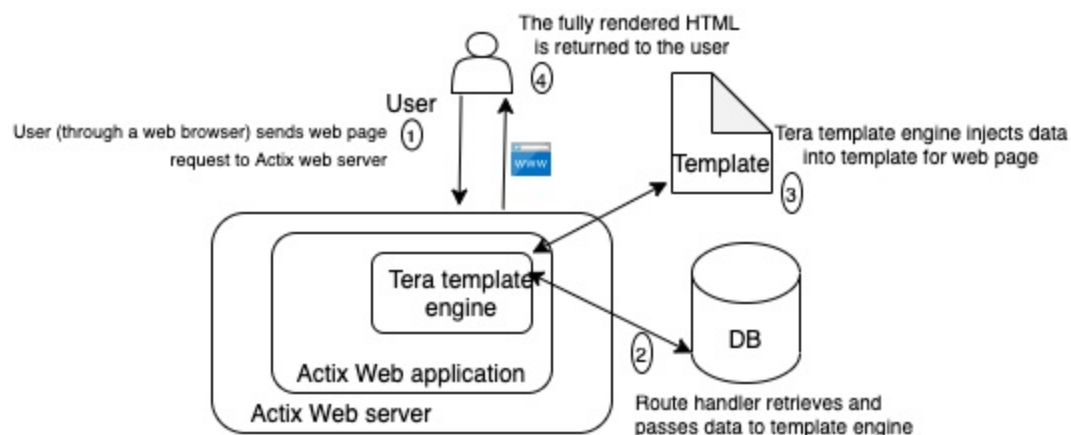 The fully rendered HTML
is returned to the user
4
User
1
User (through a web browser) sends web page
request to Actix web server
www
Template
Tera template engine injects data
into template for web page
3
Tera template
engine
Actix Web application
Actix Web server
DB
2
Route handler retrieves and
passes data to template engine